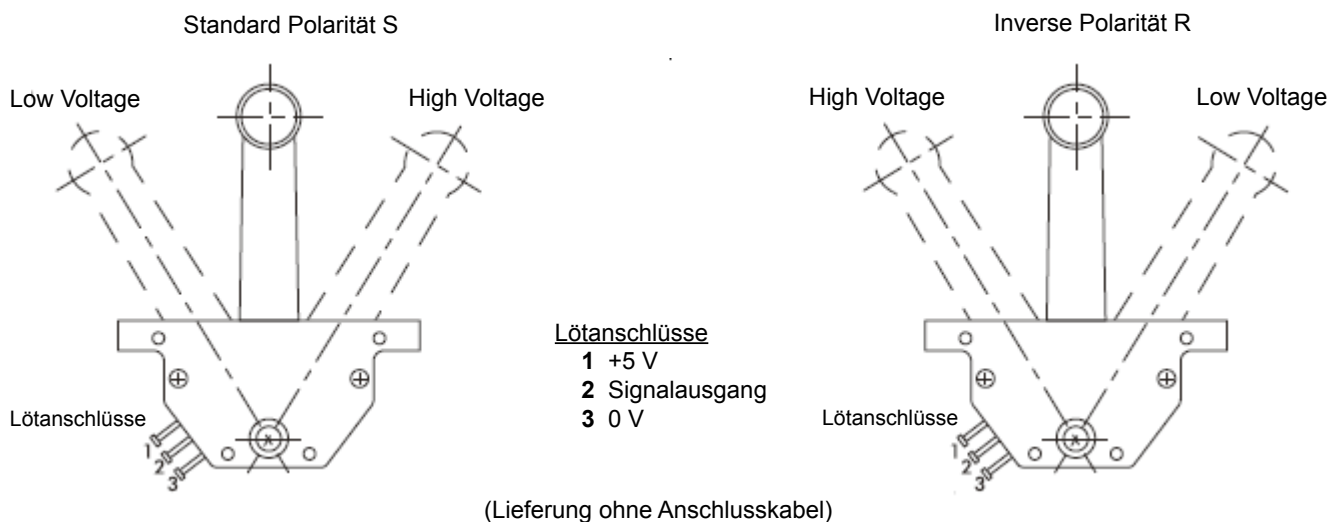 Standard Polarität S
Inverse Polarität R
Low Voltage
High Voltage
High Voltage
Low Voltage
Lötanschlüsse
1 +5 V
2 Signalausgang
3 0 V
Lötanschlüsse
1
2
3
Lötanschlüsse
1
2
3
(Lieferung ohne Anschlusskabel)